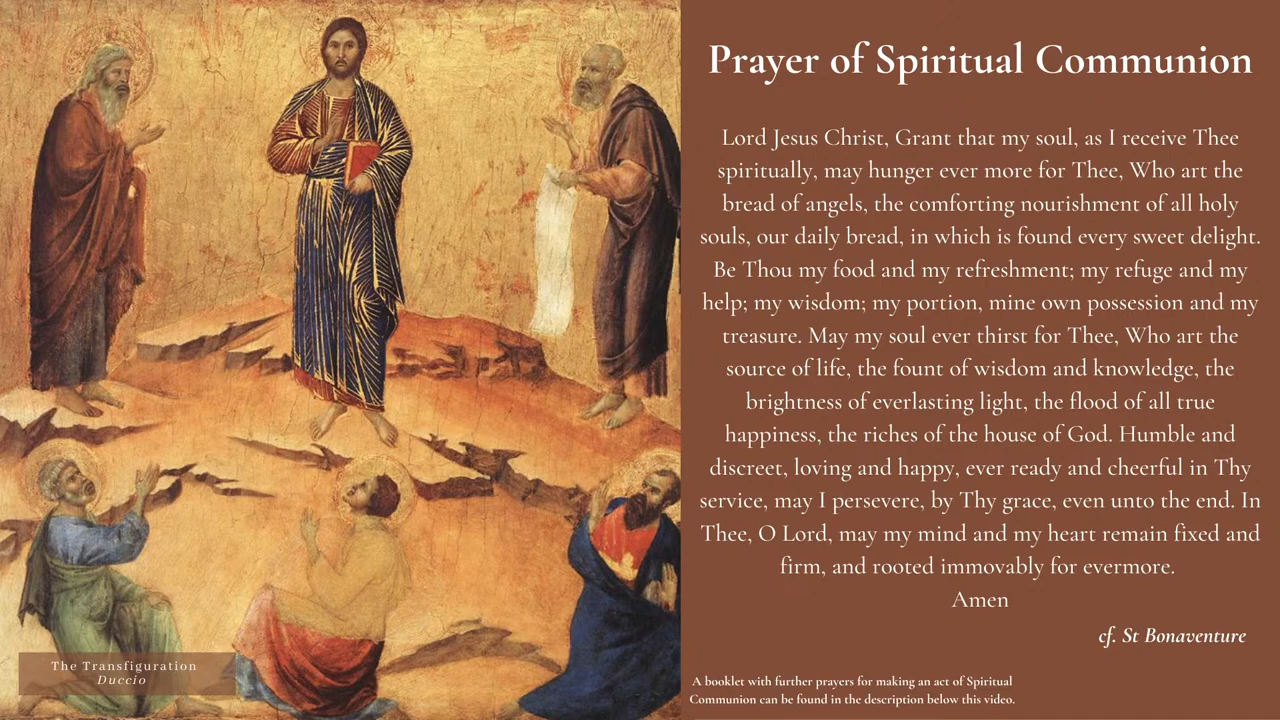 Prayer of Spiritual Communion
Lord Jesus Christ, Grant that my soul, as I receive Thee
spiritually, may hunger ever more for Thee, Who art the
bread of angels, the comforting nourishment of all holy
souls, our daily bread, in which is found every sweet delight.
Be Thou my food and my refreshment; my refuge and my
help; my wisdom; my portion, mine own possession and my
treasure. May my soul ever thirst for Thee, Who art the
source of life, the fount of wisdom and knowledge, the
brightness of everlasting light, the flood of all true
happiness, the riches of the house of God. Humble and
discreet, loving and happy, ever ready and cheerful in Thy
service, may I persevere, by Thy grace, even unto the end. In
Thee, O Lord, may my mind and my heart remain fixed and
firm, and rooted immovably for evermore.
Amen
cf. St Bonaventure
A booklet with further prayers for making an act of Spiritual
Communion can be found in the description below this video.
The Transfiguration
Duccio